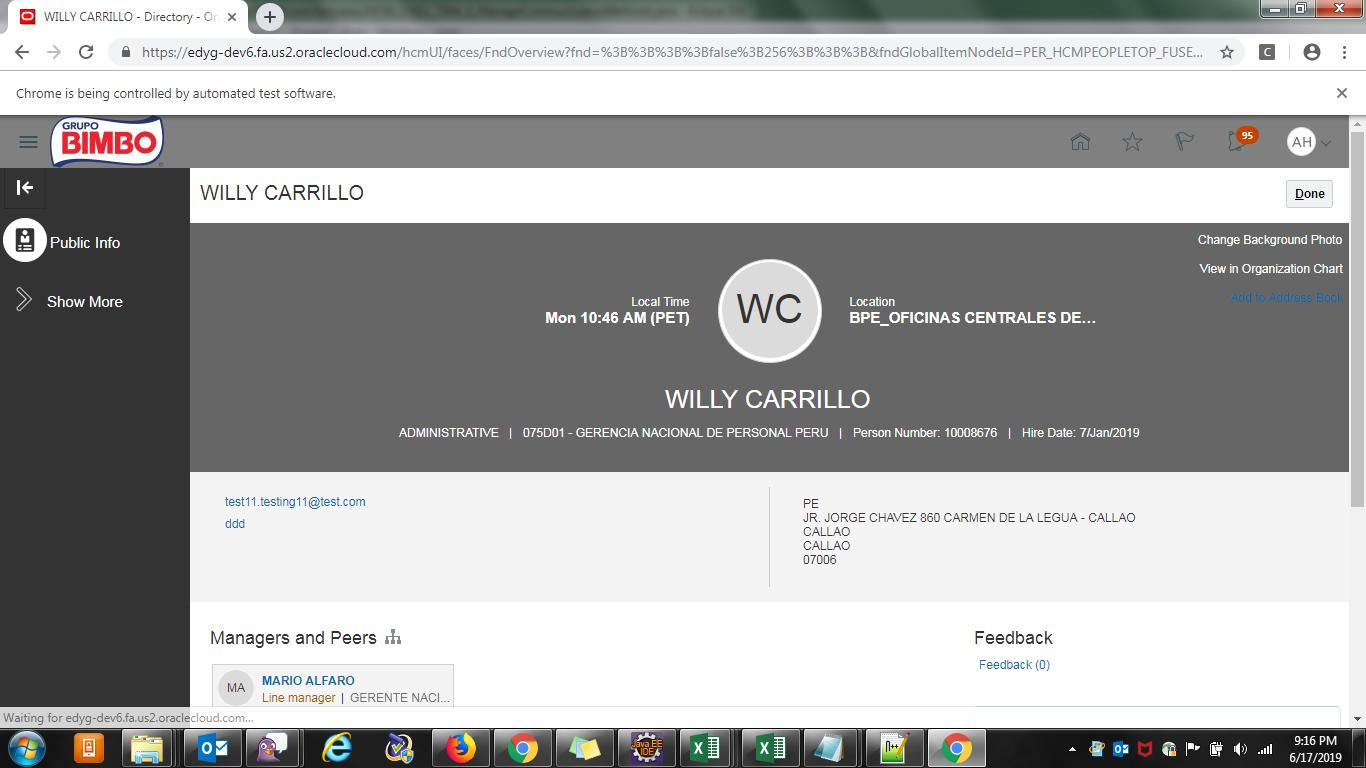 WILLY CARRILLO - Directory - Or
https://edyg-dev6.fa.us2.oraclecloud.com/hcmUI/faces/FndOverview?fnd=%3B%3B%3B%3Bfalse%3B256%3B%3B%3B&fndGlobalItemNodeId=PER_HCMPEOPLETOP_FUSE...
C
Chrome is being controlled by automated test software.
GRUPO
BIMBO
95
AH
WILLY CARRILLO
Done
Public Info
Show More
Change Background Photo
View in Organization Chart
Add to Address Book
Local Time
Mon 10:46 AM (PET)
WC
Location
BPE_OFICINAS CENTRALES DE...
WILLY CARRILLO
ADMINISTRATIVE | 075D01 - GERENCIA NACIONAL DE PERSONAL PERU | Person Number: 10008676 | Hire Date: 7/Jan/2019
test11.testing11@test.com
ddd
PE
JR. JORGE CHAVEZ 860 CARMEN DE LA LEGUA - CALLAO
CALLAO
CALLAO
07006
Managers and Peers
MA
MARIO ALFARO
Line manager | GERENTE NACI...
Feedback
Feedback (0)
Waiting for edyg-dev6.fa.us2.oraclecloud.com...
Java EE
IDE
9:16 PM
6/17/2019